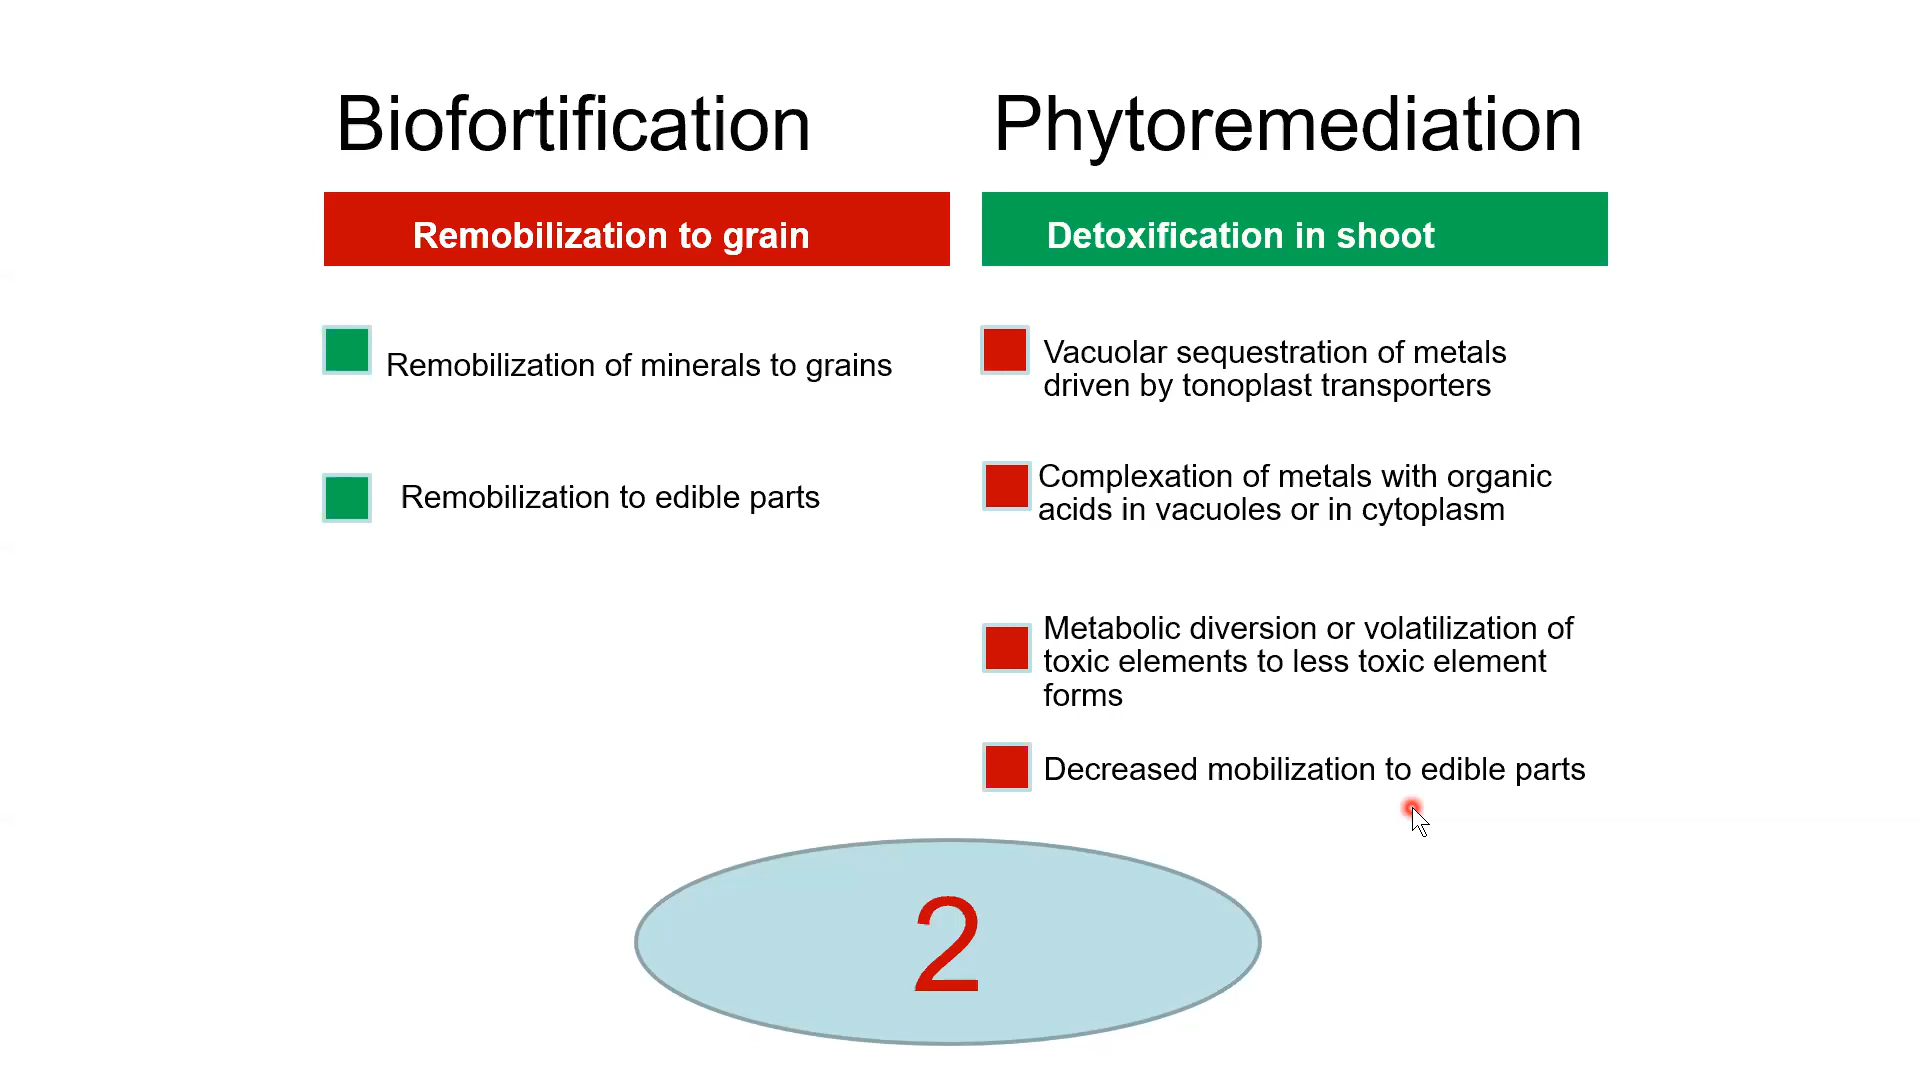 Biofortification
Phytoremediation
Remobilization to grain
Detoxification in shoot
Remobilization of minerals to grains
Remobilization to edible parts
Vacuolar sequestration of metals
driven by tonoplast transporters
Complexation of metals with organic
acids in vacuoles or in cytoplasm
Metabolic diversion or volatilization of
toxic elements to less toxic element
forms
Decreased mobilization to edible parts
2